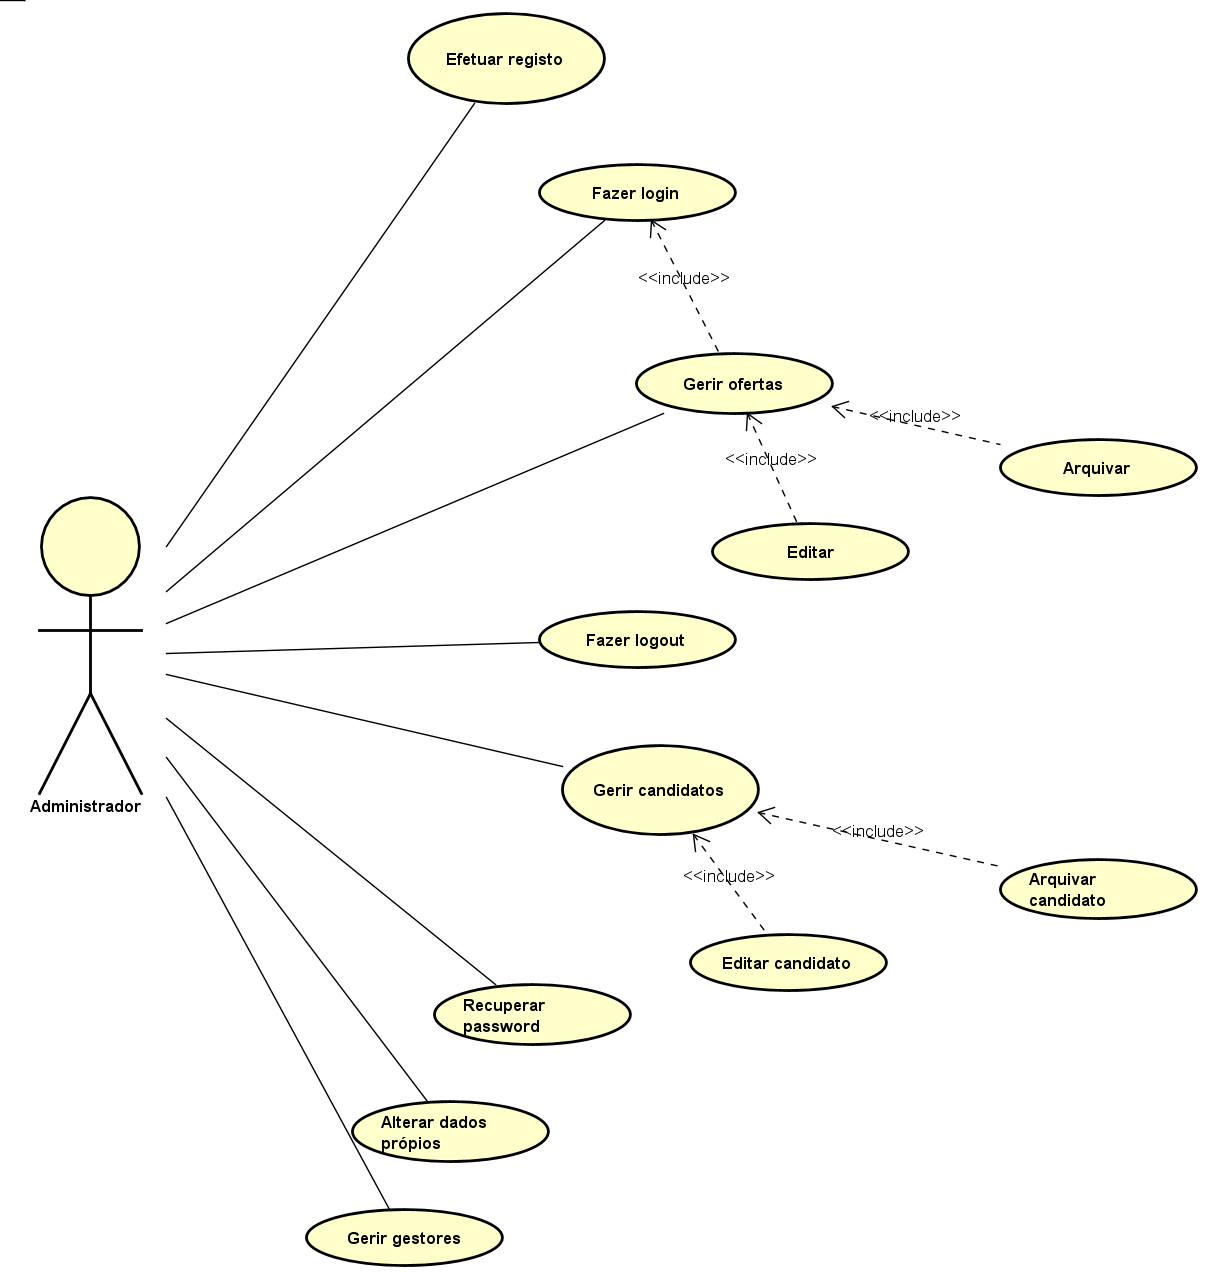 Efetuar registo
Fazer login
<<include>>
Gerir ofertas
<<include>>
<<include>>
Arquivar
Editar
Fazer logout
Gerir candidatos
Administrador
<<include>>
<<include>>
Arquivar
candidato
Editar candidato
Recuperar
password
Alterar dados
própios
Gerir gestores